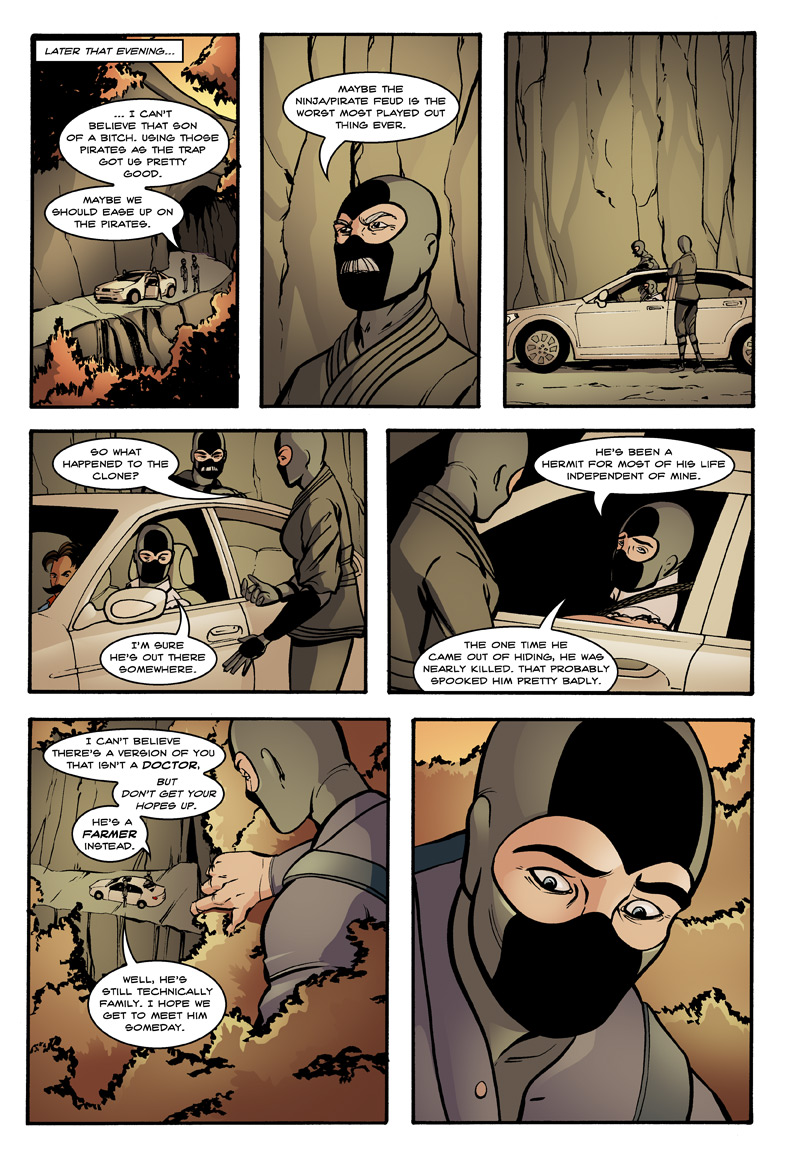 LATER THAT EVENING...
... I CAN'T
BELIEVE THAT SON
OF A BITCH. USING THOSE
PIRATES AS THE TRAP
GOT US PRETTY
GOOD.
MAYBE WE
SHOULD EASE UP ON
THE PIRATES.
MAYBE THE
NINJA/PIRATE FEUD IS THE
WORST MOST PLAYED OUT
THING EVER.
SO WHAT
HAPPENED TO THE
CLONE?
I'M SURE
HE'S OUT THERE
SOMEWHERE.
HE'S BEEN A
HERMIT FOR MOST OF HIS LIFE
INDEPENDENT OF MINE.
THE ONE TIME HE
CAME OUT OF HIDING, HE WAS
NEARLY KILLED. THAT PROBABLY
SPOOKED HIM PRETTY BADLY.
I CAN'T BELIEVE
THERE'S A VERSION OF YOU
THAT ISN'T A DOCTOR,
BUT
DON'T GET YOUR
HOPES UP.
HE'S A
FARMER
INSTEAD.
WELL, HE'S
STILL TECHNICALLY
FAMILY. I HOPE WE
GET TO MEET HIM
SOMEDAY.